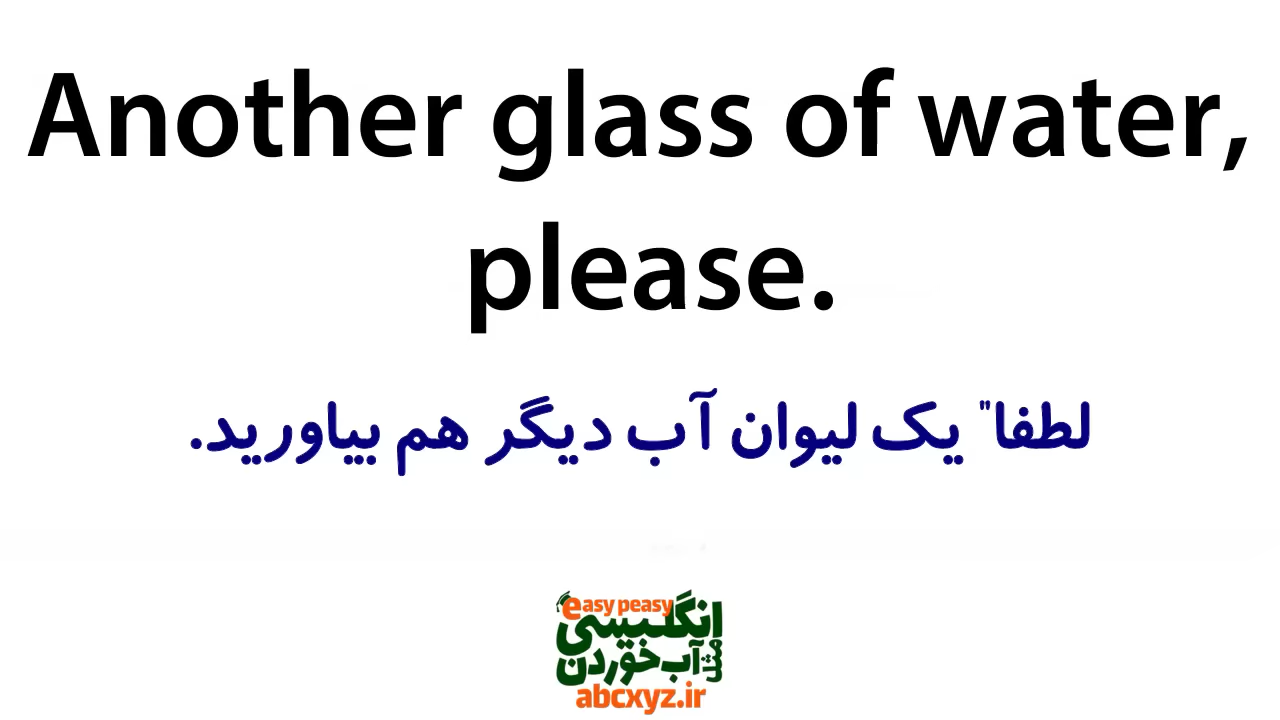 Another glass of water,
please.
لطفا" یک لیوان آب دیگر هم بیاورید.
easy peasy
انگلیسی
مثل آب خوردن
abcxyz.ir